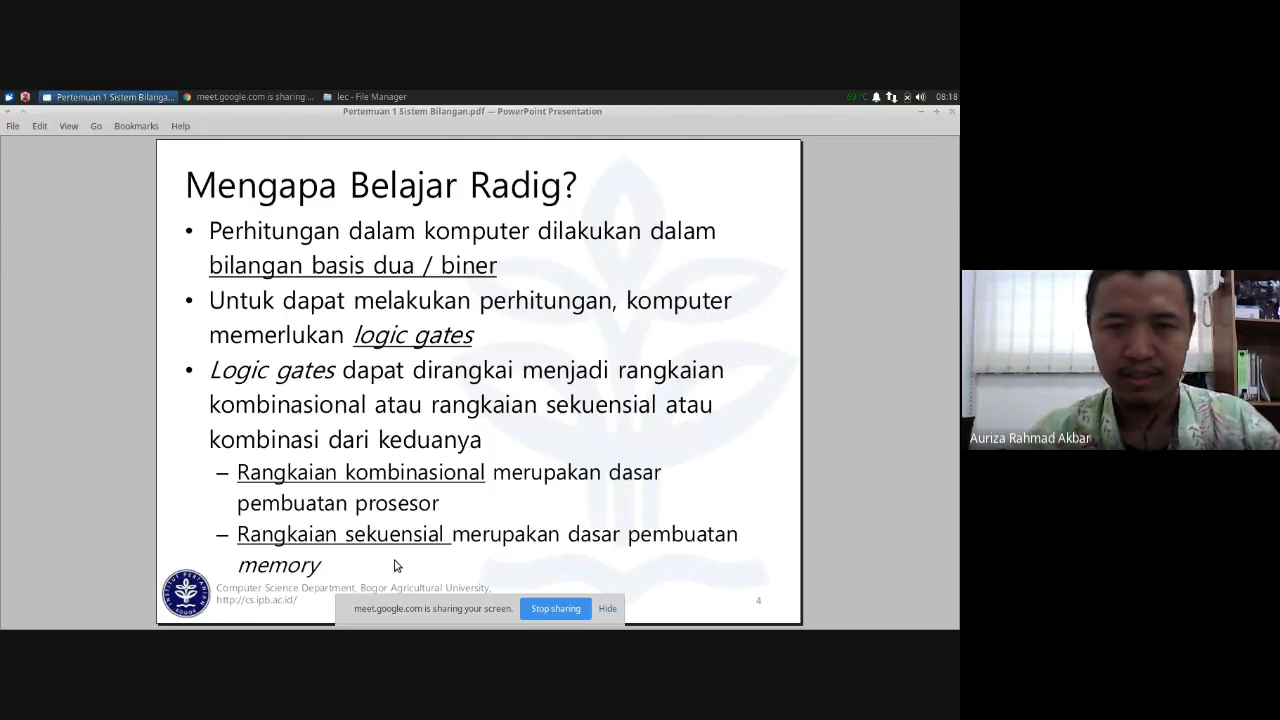 Pertemuan 1 Sistem Bilanga...
meet.google.com is sharing ...
lec - File Manager
69°C
08:18
Pertemuan 1 Sistem Bilangan.pdf — PowerPoint Presentation
File Edit View Go Bookmarks Help
Mengapa Belajar Radig?
• Perhitungan dalam komputer dilakukan dalam
bilangan basis dua / biner
• Untuk dapat melakukan perhitungan, komputer
memerlukan logic gates
• Logic gates dapat dirangkai menjadi rangkaian
kombinasional atau rangkaian sekuensial atau
kombinasi dari keduanya
– Rangkaian kombinasional merupakan dasar
pembuatan prosesor
– Rangkaian sekuensial merupakan dasar pembuatan
memory
Computer Science Department, Bogor Agricultural University,
http://cs.ipb.ac.id/
4
meet.google.com is sharing your screen.
Stop sharing
Hide
INSTITUT PERTANIAN
BOGOR
Auriza Rahmad Akbar